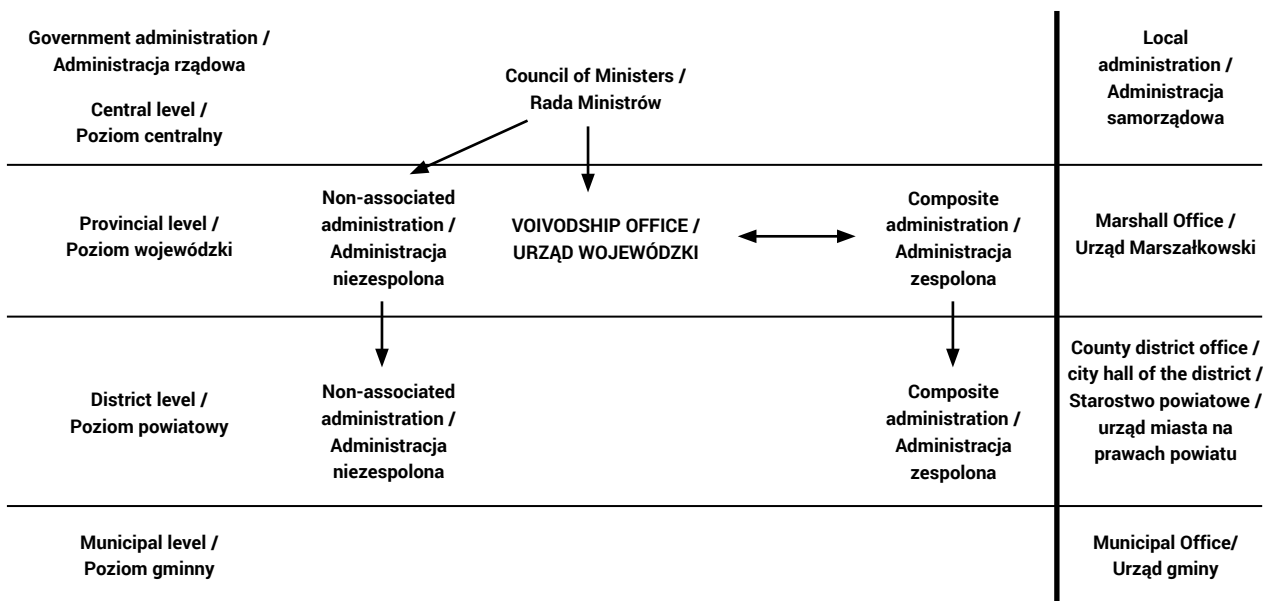 Government administration /
Administracja rządowa
Central level /
Poziom centralny
Council of Ministers /
Rada Ministrów
Local
administration /
Administracja
samorządowa
Provincial level /
Poziom wojewódzki
Non-associated
administration /
Administracja
niezespolona
VOIVODSHIP OFFICE /
URZĄD WOJEWÓDZKI
Composite
administration /
Administracja
zespolona
Marshall Office /
Urząd Marszałkowski
District level /
Poziom powiatowy
Non-associated
administration /
Administracja
niezespolona
Composite
administration /
Administracja
zespolona
County district office /
city hall of the district /
Starostwo powiatowe /
urząd miasta na
prawach powiatu
Municipal level /
Poziom gminny
Municipal Office/
Urząd gminy